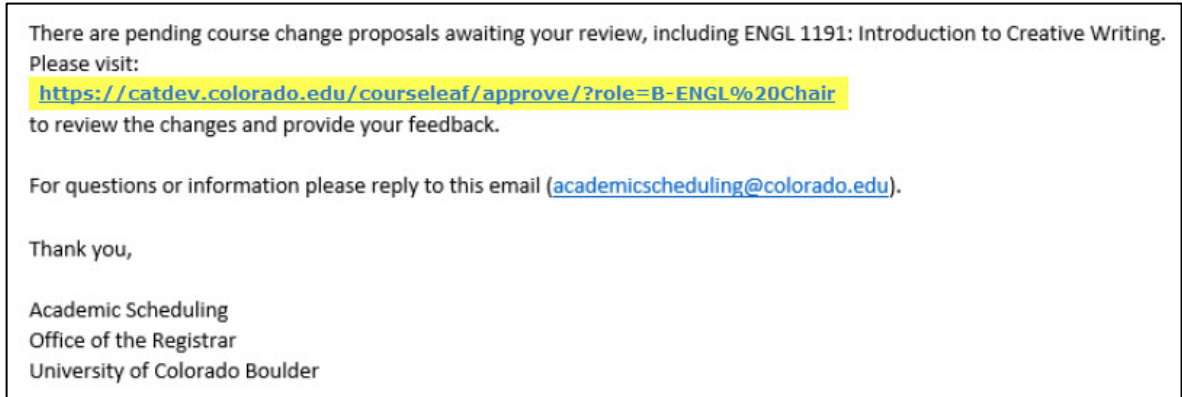 There are pending course change proposals awaiting your review, including ENGL 1191: Introduction to Creative Writing.
Please visit:
https://catdev.colorado.edu/courseleaf/approve/?role=B-ENGL%20Chair
to review the changes and provide your feedback.
For questions or information please reply to this email (academicscheduling@colorado.edu).
Thank you,
Academic Scheduling
Office of the Registrar
University of Colorado Boulder